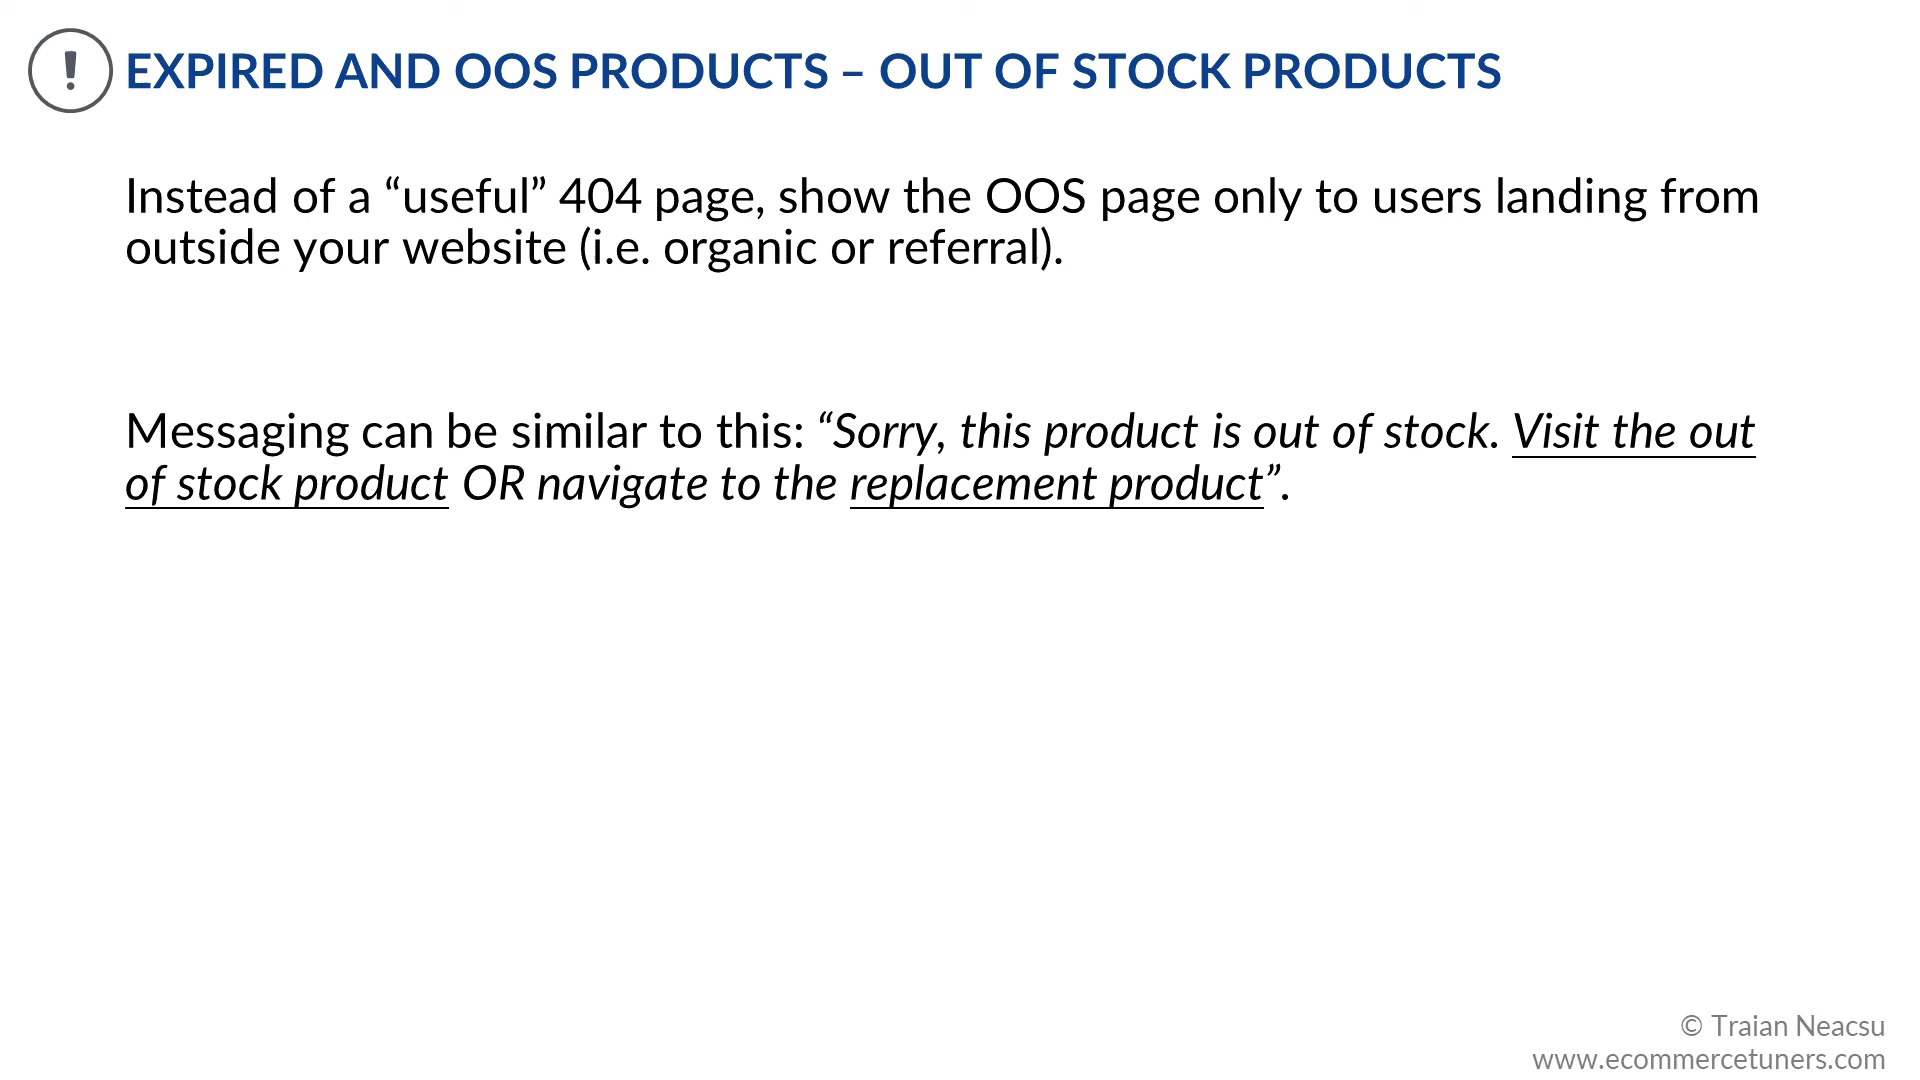 ! EXPIRED AND OOS PRODUCTS – OUT OF STOCK PRODUCTS
Instead of a “useful” 404 page, show the OOS page only to users landing from
outside your website (i.e. organic or referral).
Messaging can be similar to this: “Sorry, this product is out of stock. Visit the out
of stock product OR navigate to the replacement product”.
© Traian Neacsu
www.ecommercetuners.com